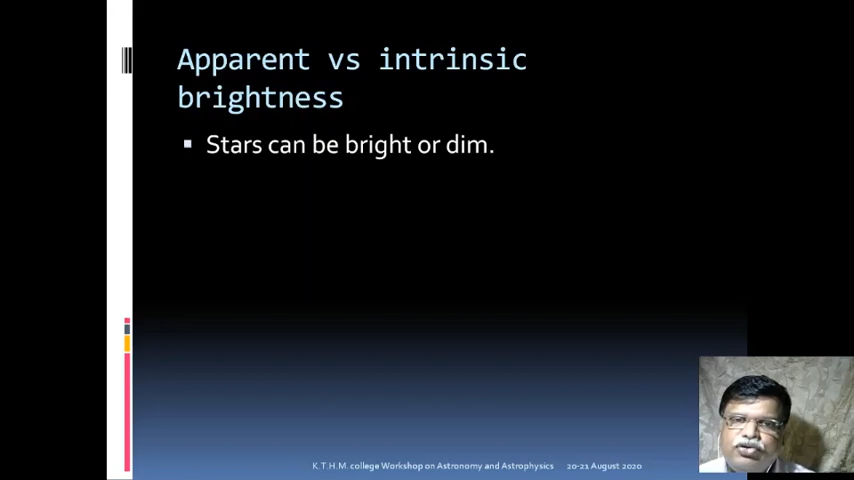 Apparent vs intrinsic
brightness
Stars can be bright or dim.
K.T.H.M. college Workshop on Astronomy and Astrophysics 20-21 August 2020